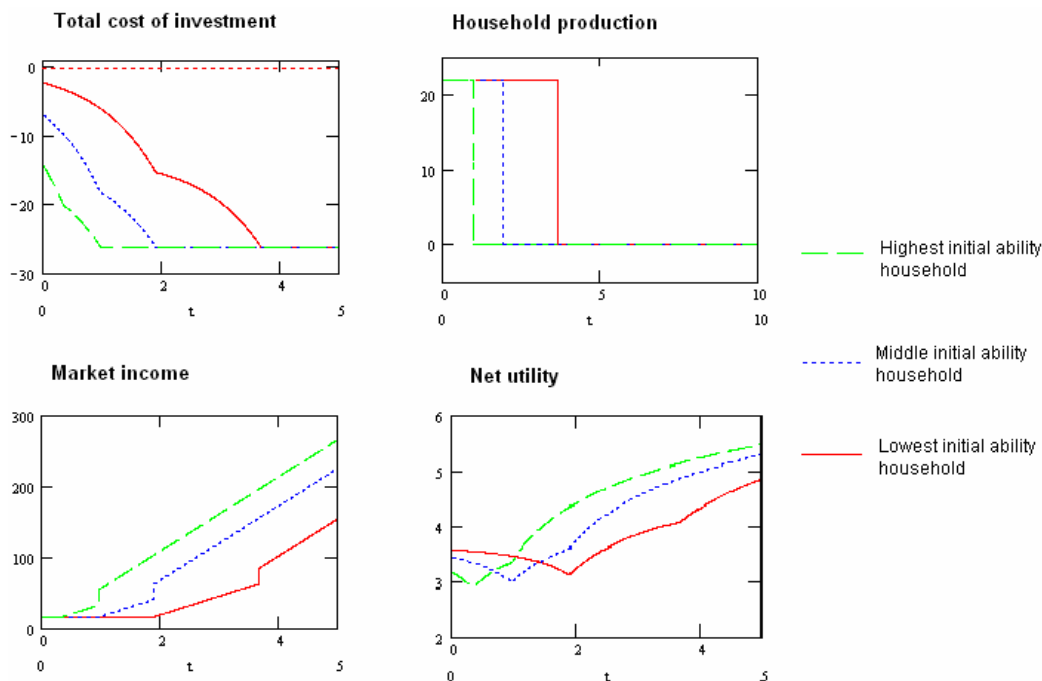 Total cost of investment
0
−10
−20
−30
0 2 4
0 t 5
Household production
20
10
0
0 5 10
0 t 10
Market income
300
200
100
0
0 2 4
0 t 5
Net utility
6
5
4
3
2
0 2 4
0 t .5
Highest initial ability
household
Middle initial ability
household
Lowest initial ability
household